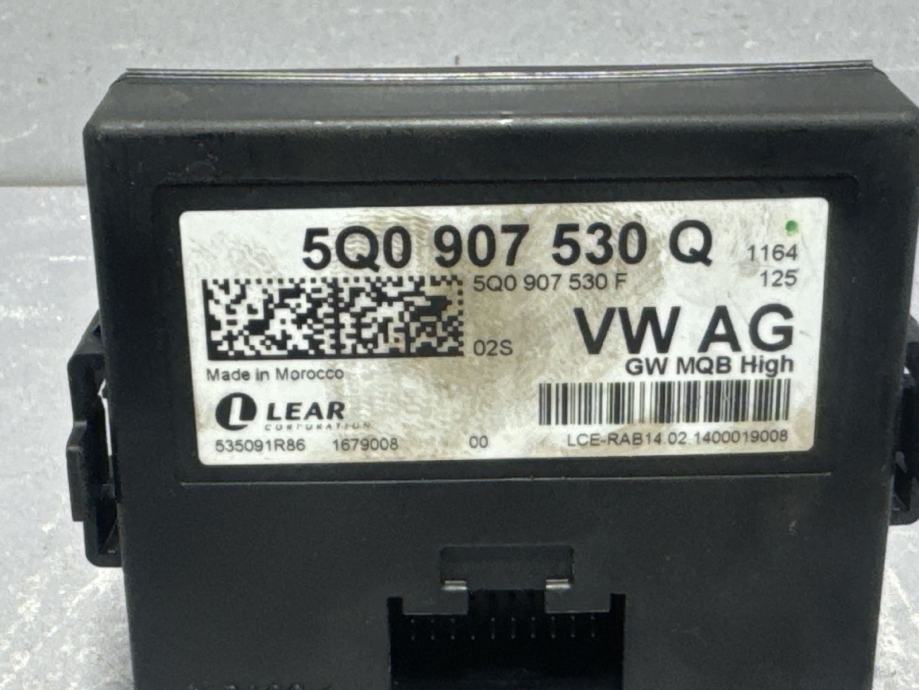 5Q0 907 530 Q 1164
5Q0 907 530 F 125
VW AG
02S
GW MQB High
Made in Morocco
LEAR
CORPORATION
535091R86 1679008 00 LCE-RAB14.02.1400019008